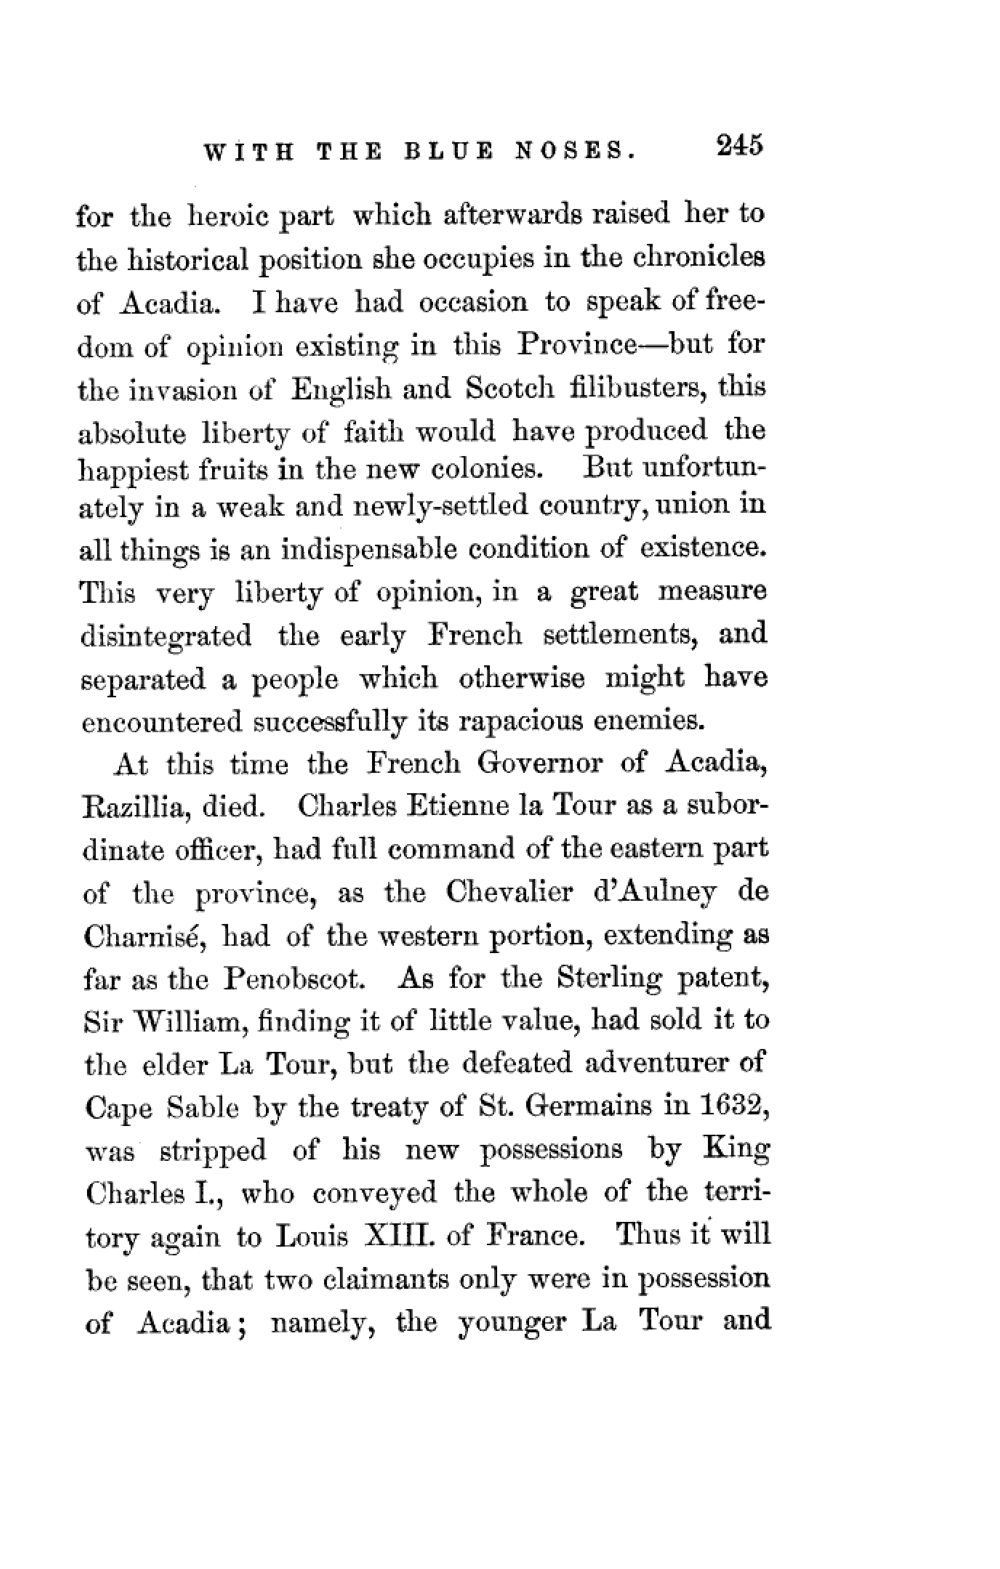 WITH THE BLUE NOSES. 245
for the heroic part which afterwards raised her to
the historical position she occupies in the chronicles
of Acadia. I have had occasion to speak of free-
dom of opinion existing in this Province—but for
the invasion of English and Scotch filibusters, this
absolute liberty of faith would have produced the
happiest fruits in the new colonies. But unfortun-
ately in a weak and newly-settled country, union in
all things is an indispensable condition of existence.
This very liberty of opinion, in a great measure
disintegrated the early French settlements, and
separated a people which otherwise might have
encountered successfully its rapacious enemies.
At this time the French Governor of Acadia,
Razillia, died. Charles Etienne la Tour as a subor-
dinate officer, had full command of the eastern part
of the province, as the Chevalier d'Aulney de
Charnisé, had of the western portion, extending as
far as the Penobscot. As for the Sterling patent,
Sir William, finding it of little value, had sold it to
the elder La Tour, but the defeated adventurer of
Cape Sable by the treaty of St. Germains in 1632,
was stripped of his new possessions by King
Charles I., who conveyed the whole of the terri-
tory again to Louis XIII. of France. Thus it will
be seen, that two claimants only were in possession
of Acadia; namely, the younger La Tour and